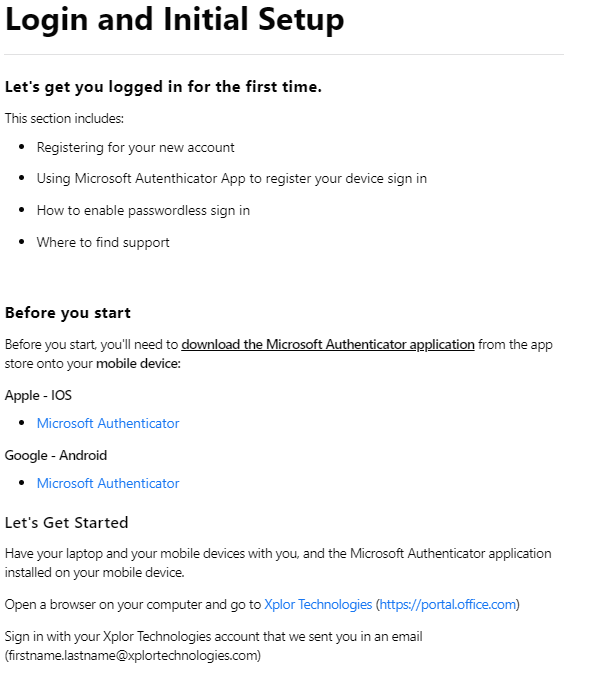 Login and Initial Setup
Let's get you logged in for the first time.
This section includes:
• Registering for your new account
• Using Microsoft Autenthicator App to register your device sign in
• How to enable passwordless sign in
• Where to find support
Before you start
Before you start, you'll need to download the Microsoft Authenticator application from the app
store onto your mobile device:
Apple - IOS
• Microsoft Authenticator
Google - Android
• Microsoft Authenticator
Let's Get Started
Have your laptop and your mobile devices with you, and the Microsoft Authenticator application
installed on your mobile device.
Open a browser on your computer and go to Xplor Technologies (https://portal.office.com)
Sign in with your Xplor Technologies account that we sent you in an email
(firstname.lastname@xplortechnologies.com)